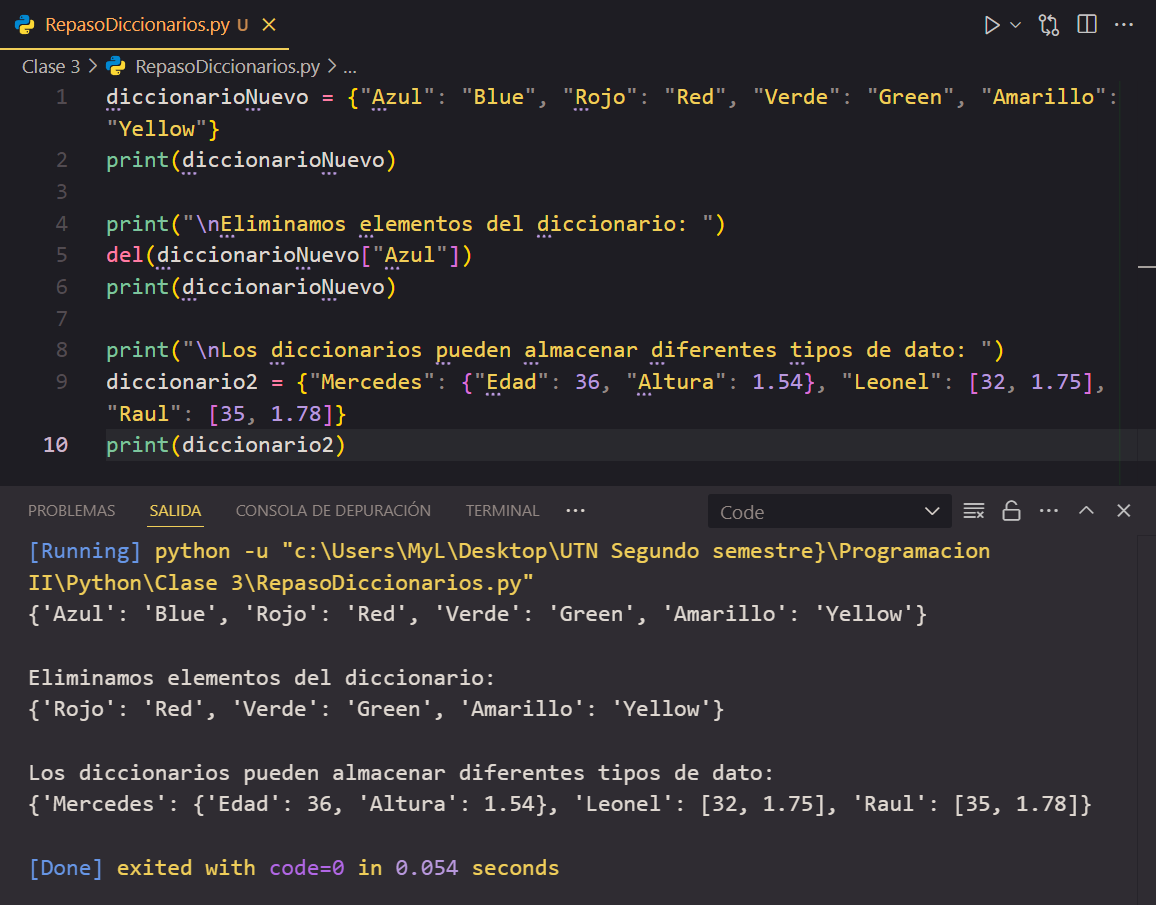 RepasoDiccionarios.py U
Clase 3 > RepasoDiccionarios.py > ...
1 diccionarioNuevo = {"Azul": "Blue", "Rojo": "Red", "Verde": "Green", "Amarillo":
"Yellow"}
2 print(diccionarioNuevo)
3
4 print("\nEliminamos elementos del diccionario: ")
5 del(diccionarioNuevo["Azul"])
6 print(diccionarioNuevo)
7
8 print("\nLos diccionarios pueden almacenar diferentes tipos de dato: ")
9 diccionario2 = {"Mercedes": {"Edad": 36, "Altura": 1.54}, "Leonel": [32, 1.75],
"Raul": [35, 1.78]}
10 print(diccionario2)
PROBLEMAS SALIDA CONSOLA DE DEPURACIÓN TERMINAL ... Code
[Running] python -u "c:\Users\MyL\Desktop\UTN Segundo semestre}\Programacion
II\Python\Clase 3\RepasoDiccionarios.py"
{'Azul': 'Blue', 'Rojo': 'Red', 'Verde': 'Green', 'Amarillo': 'Yellow'}
Eliminamos elementos del diccionario:
{'Rojo': 'Red', 'Verde': 'Green', 'Amarillo': 'Yellow'}
Los diccionarios pueden almacenar diferentes tipos de dato:
{'Mercedes': {'Edad': 36, 'Altura': 1.54}, 'Leonel': [32, 1.75], 'Raul': [35, 1.78]}
[Done] exited with code=0 in 0.054 seconds